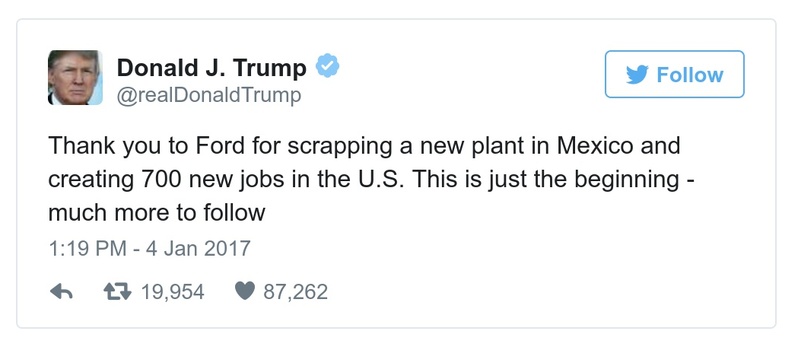 Donald J. Trump
@realDonaldTrump
Follow
Thank you to Ford for scrapping a new plant in Mexico and
creating 700 new jobs in the U.S. This is just the beginning -
much more to follow
1:19 PM - 4 Jan 2017
19,954 87,262